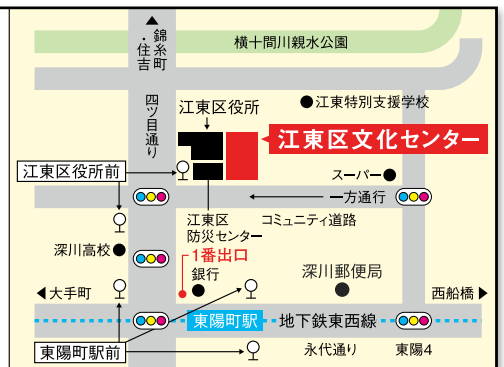 錦糸町
・住吉
横十間川親水公園
四ツ目通り
江東区役所
江東特別支援学校
江東区文化センター
江東区役所前
スーパー
一方通行
江東区
防災センター
コミュニティ道路
深川高校
1番出口
銀行
深川郵便局
大手町
西船橋
東陽町駅
地下鉄東西線
東陽町駅前
永代通り
東陽4